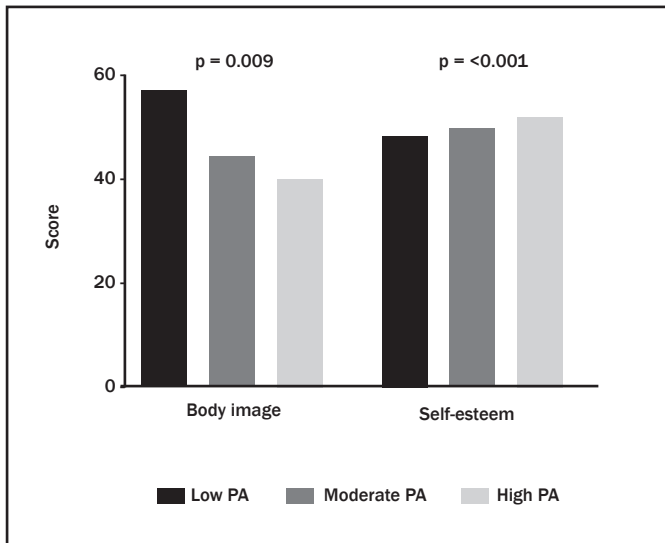 p = 0.009 p = <0.001
60
40
20
0
Score
Body image Self-esteem
Low PA Moderate PA High PA